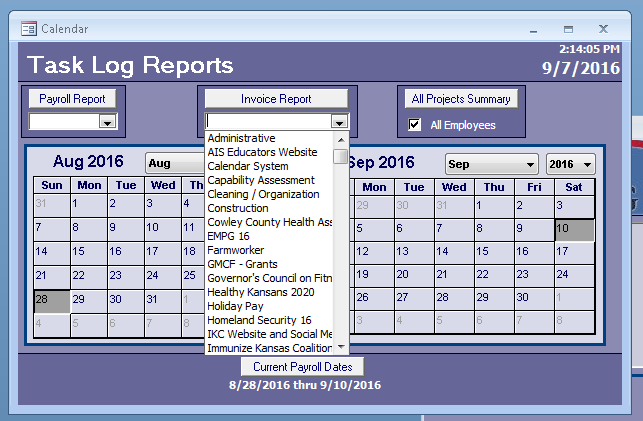 Calendar
2:14:05 PM
Task Log Reports
9/7/2016
Payroll Report
Invoice Report
All Projects Summary
All Employees
Administrative
AIS Educators Website
Calendar System
Capability Assessment
Cleaning / Organization
Construction
Cowley County Health Ass
EMPG 16
Farmworker
GMCF - Grants
Governor's Council on Fitn
Healthy Kansans 2020
Holiday Pay
Homeland Security 16
IKC Website and Social Me
Immunize Kansas Coalition
Aug 2016
Aug
Sun Mon Tue Wed Thu
31 1 2 3 4
7 8 9 10 11
14 15 16 17 18
21 22 23 24 25
28 29 30 31 1
4 5 6 7 8
Sep 2016
Sep
2016
Mon Tue Wed Thu Fri Sat
29 30 31 1 2 3
5 6 7 8 9 10
12 13 14 15 16 17
19 20 21 22 23 24
26 27 28 29 30 1
3 4 5 6 7 8
Current Payroll Dates
8/28/2016 thru 9/10/2016